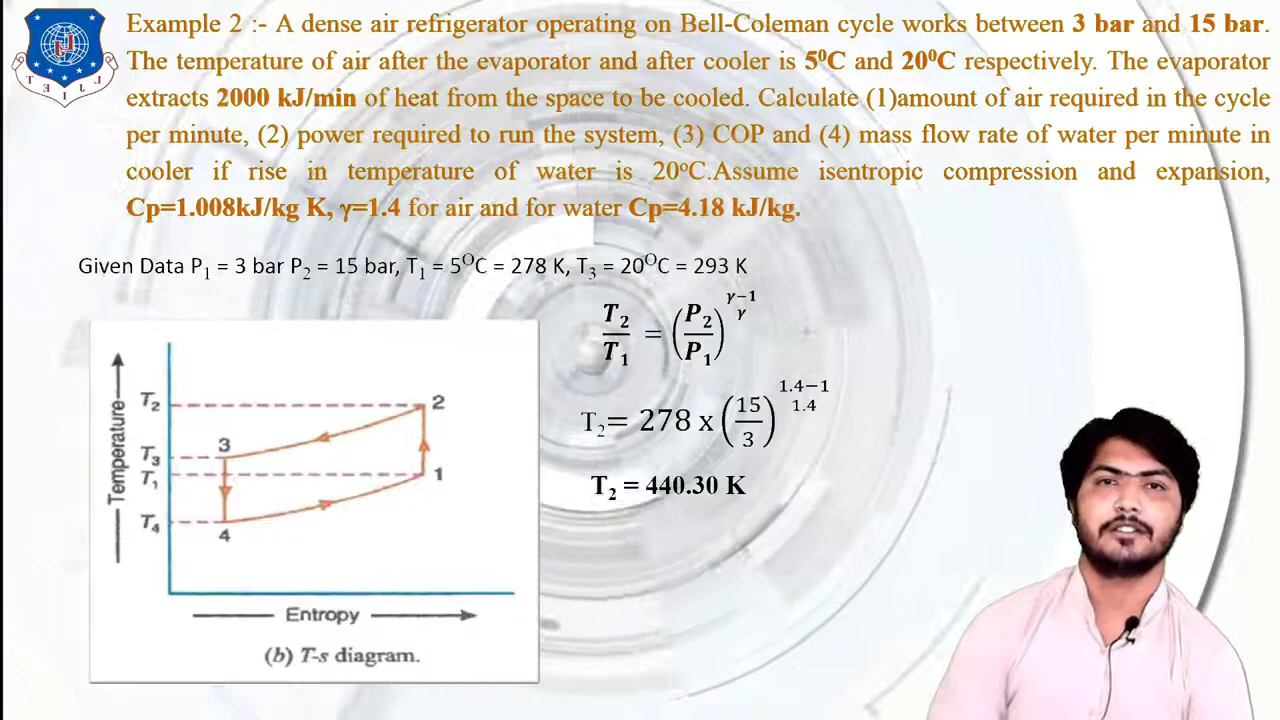 Example 2 :- A dense air refrigerator operating on Bell-Coleman cycle works between 3 bar and 15 bar.
The temperature of air after the evaporator and after cooler is 5⁰C and 20⁰C respectively. The evaporator
extracts 2000 kJ/min of heat from the space to be cooled. Calculate (1)amount of air required in the cycle
per minute, (2) power required to run the system, (3) COP and (4) mass flow rate of water per minute in
cooler if rise in temperature of water is 20ᵒC.Assume isentropic compression and expansion,
Cp=1.008kJ/kg K, γ=1.4 for air and for water Cp=4.18 kJ/kg.
Given Data P₁ = 3 bar P₂ = 15 bar, T₁ = 5ᴼC = 278 K, T₃ = 20ᴼC = 293 K
T₂/T₁ = (P₂/P₁)^((γ−1)/γ)
T₂= 278 x (15/3)^((1.4−1)/1.4)
T₂ = 440.30 K
Temperature
T₂
T₃
T₁
T₄
2
3
1
4
Entropy
(b) T-s diagram.